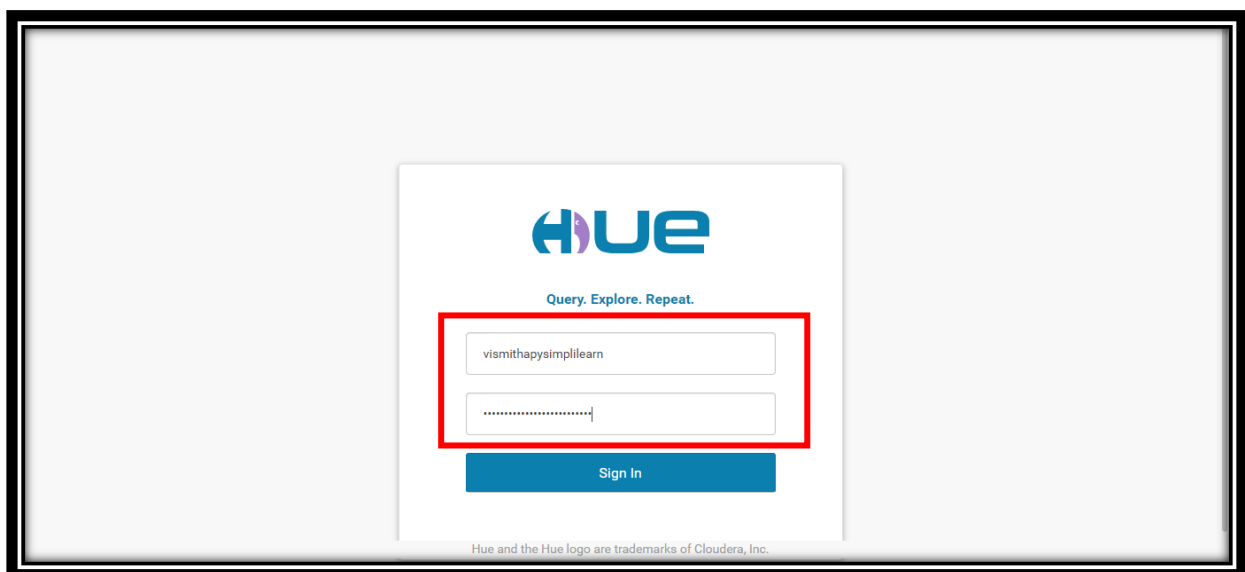 HUE
Query. Explore. Repeat.
vismithapysimplilearn
••••••••••••••••••••••••••
Sign In
Hue and the Hue logo are trademarks of Cloudera, Inc.